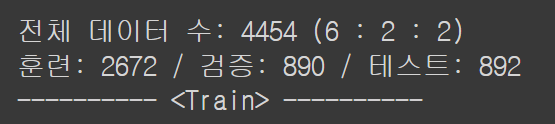 전체 데이터 수: 4454 (6 : 2 : 2)
훈련: 2672 / 검증: 890 / 테스트: 892
---------- <Train> ----------